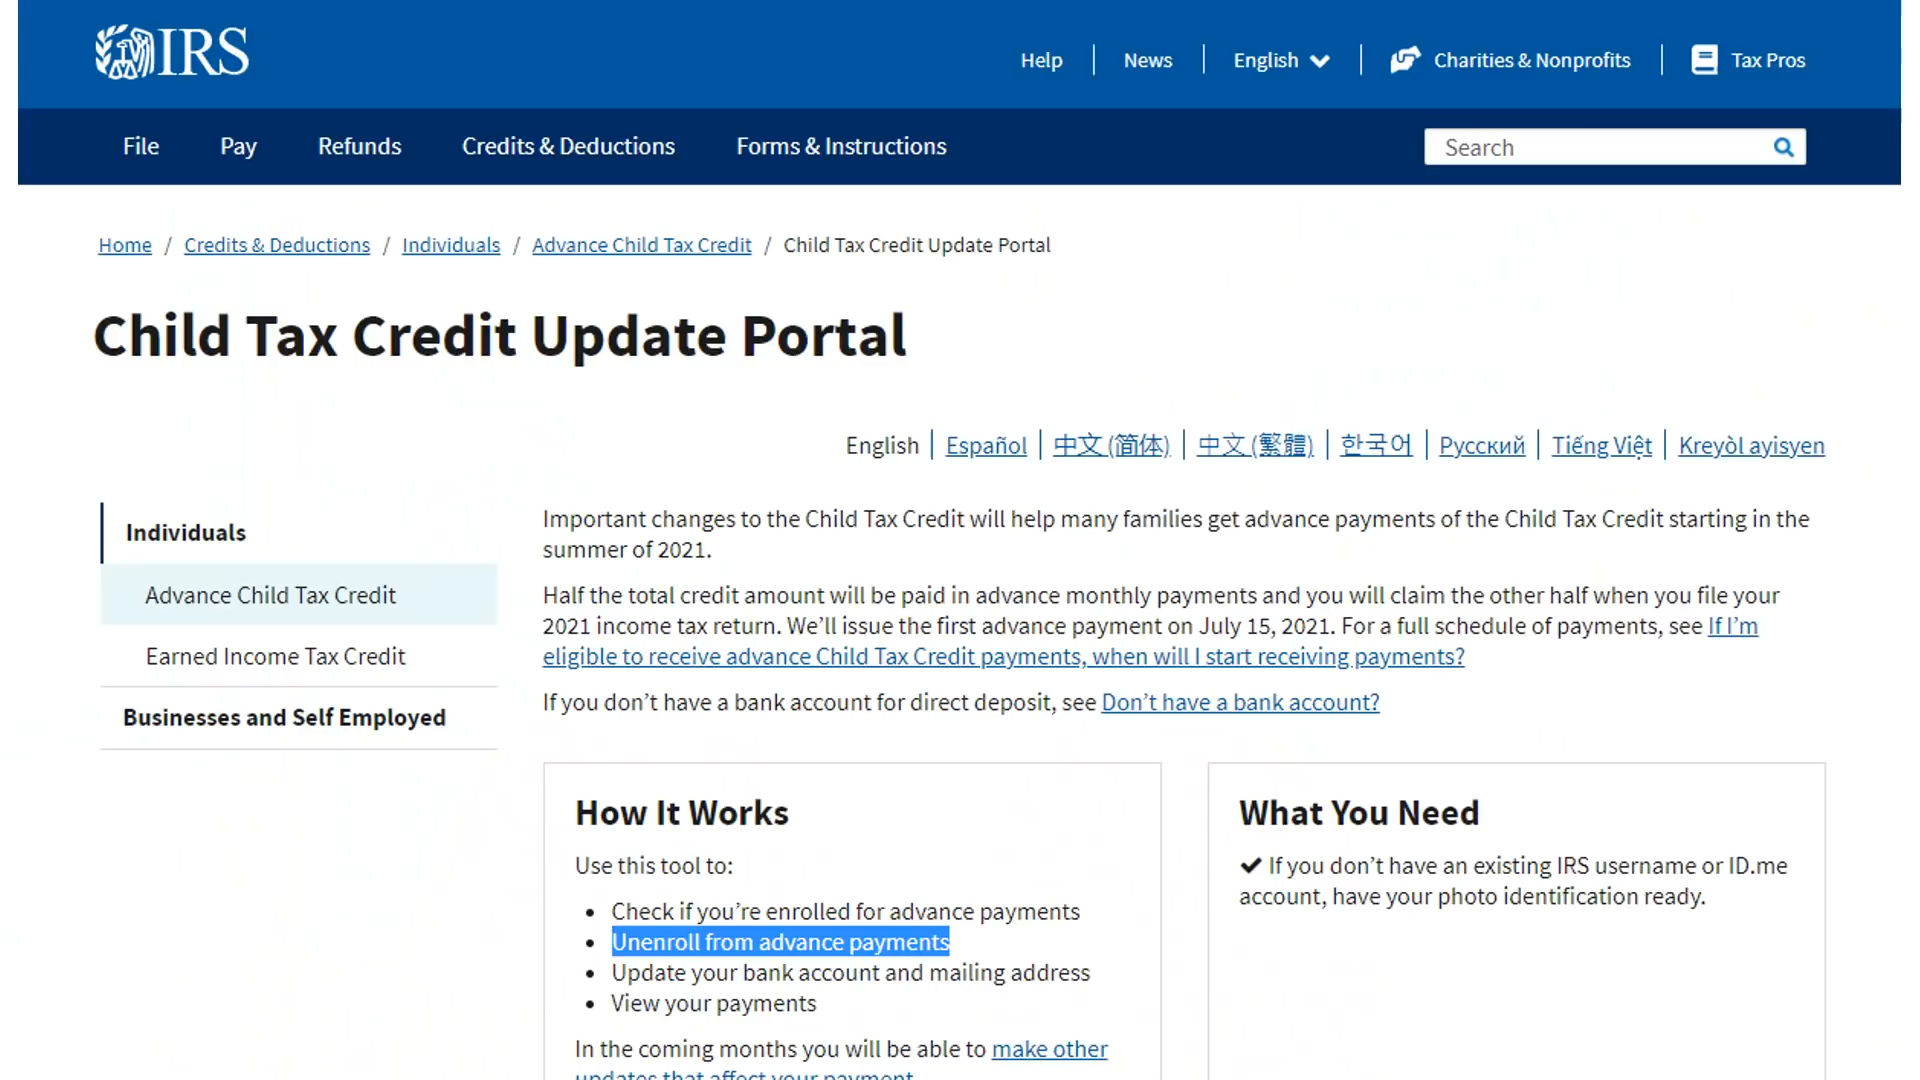 IRS
Help
News
English
Charities & Nonprofits
Tax Pros
File
Pay
Refunds
Credits & Deductions
Forms & Instructions
Search
Home / Credits & Deductions / Individuals / Advance Child Tax Credit / Child Tax Credit Update Portal
Child Tax Credit Update Portal
English | Español | 中文 (简体) | 中文 (繁體) | 한국어 | Русский | Tiếng Việt | Kreyòl ayisyen
Individuals
Advance Child Tax Credit
Earned Income Tax Credit
Businesses and Self Employed
Important changes to the Child Tax Credit will help many families get advance payments of the Child Tax Credit starting in the
summer of 2021.
Half the total credit amount will be paid in advance monthly payments and you will claim the other half when you file your
2021 income tax return. We’ll issue the first advance payment on July 15, 2021. For a full schedule of payments, see If I’m
eligible to receive advance Child Tax Credit payments, when will I start receiving payments?
If you don’t have a bank account for direct deposit, see Don’t have a bank account?
How It Works
Use this tool to:
• Check if you’re enrolled for advance payments
• Unenroll from advance payments
• Update your bank account and mailing address
• View your payments
In the coming months you will be able to make other
updates that affect your payment.
What You Need
✔ If you don’t have an existing IRS username or ID.me
account, have your photo identification ready.